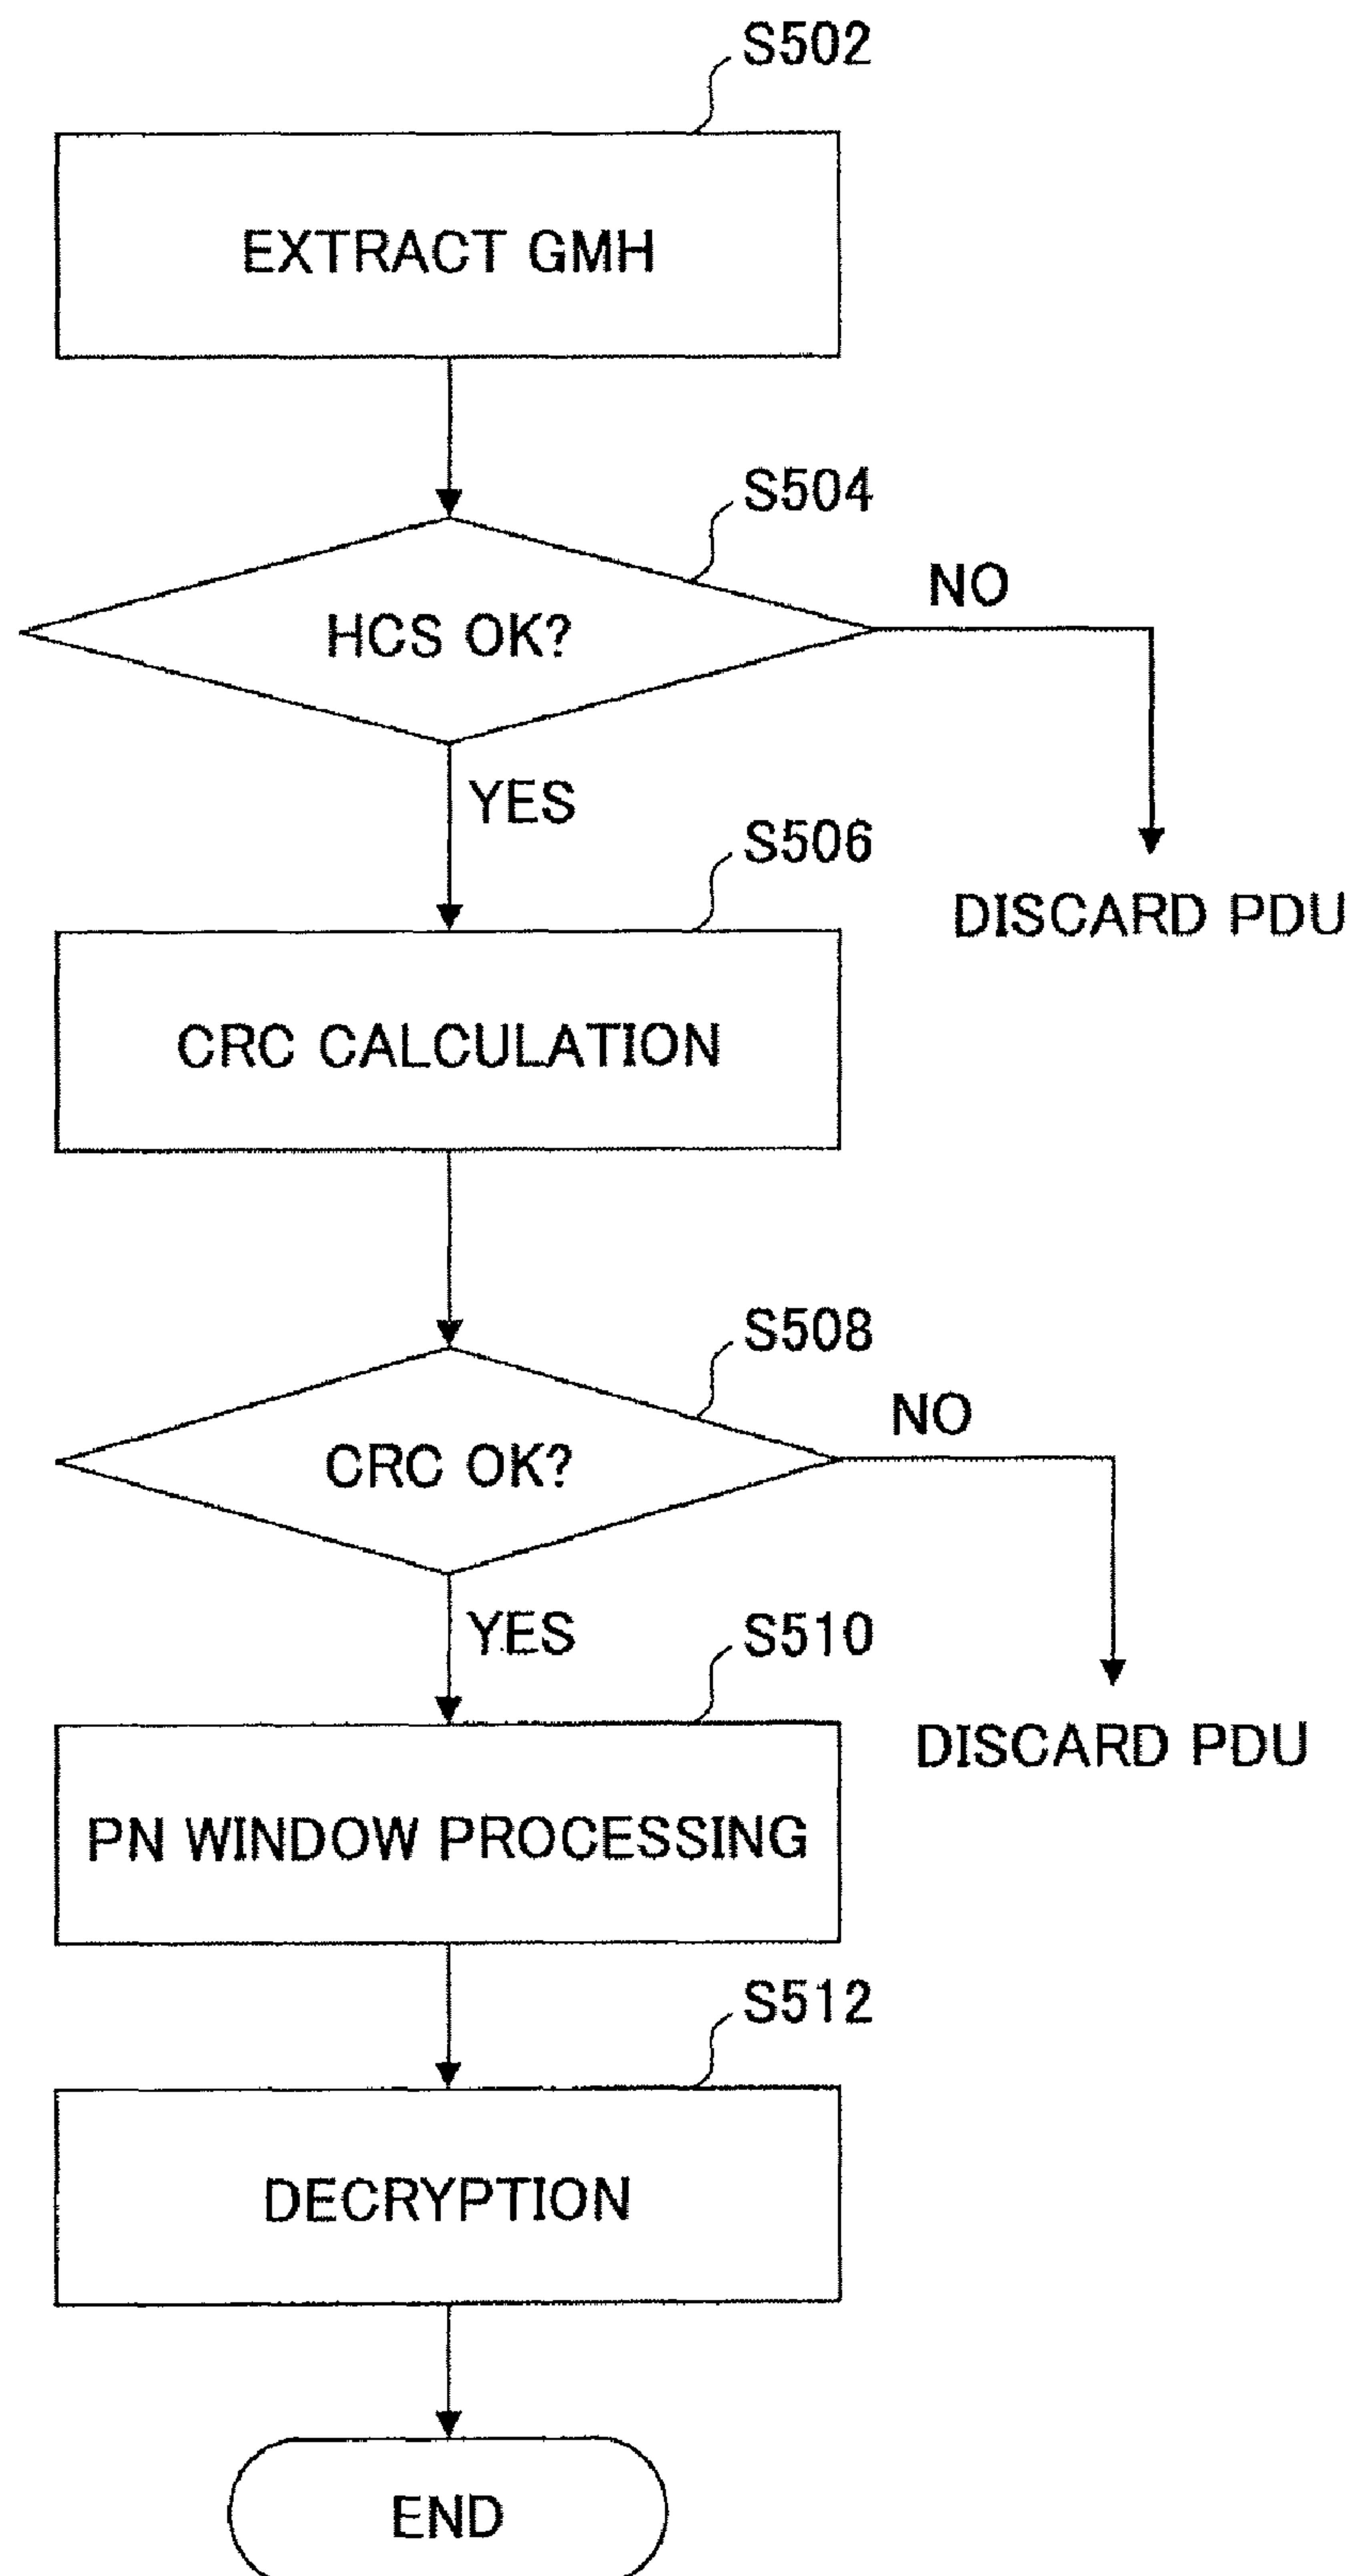 S502
EXTRACT GMH
S504
HCS OK?
NO
YES
S506
DISCARD PDU
CRC CALCULATION
S508
CRC OK?
NO
YES
S510
DISCARD PDU
PN WINDOW PROCESSING
S512
DECRYPTION
END